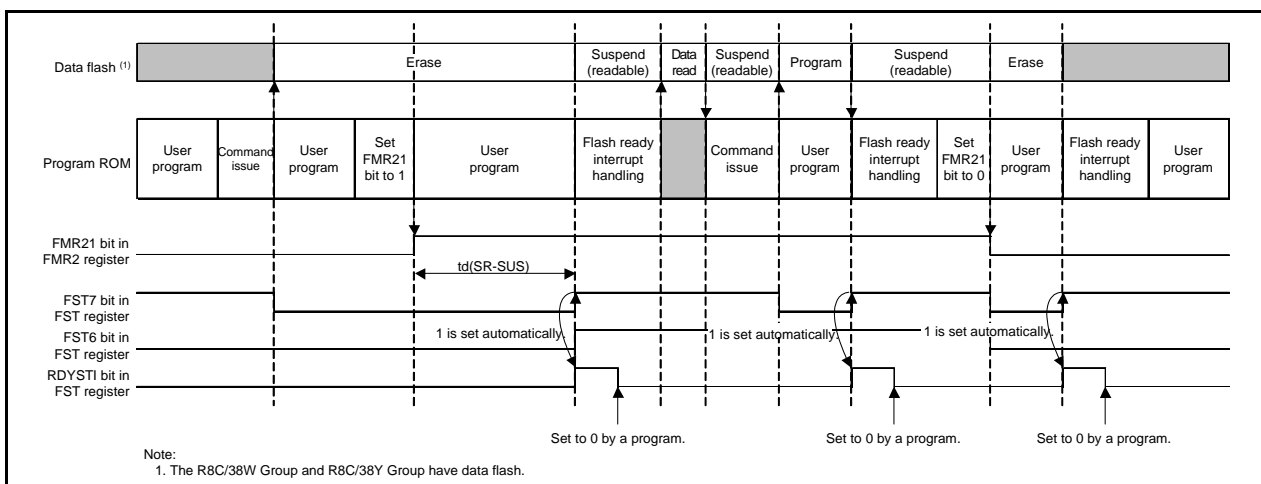 Data flash (1)
Erase
Suspend
(readable)
Data
read
Suspend
(readable)
Program
Suspend
(readable)
Erase
Program ROM
User
program
Command
issue
User
program
Set
FMR21
bit to 1
User
program
Flash ready
interrupt
handling
Command
issue
User
program
Flash ready
interrupt
handling
Set
FMR21
bit to 0
User
program
Flash ready
interrupt
handling
User
program
FMR21 bit in
FMR2 register
td(SR-SUS)
FST7 bit in
FST register
1 is set automatically.
1 is set automatically.
1 is set automatically.
FST6 bit in
FST register
RDYSTI bit in
FST register
Set to 0 by a program.
Set to 0 by a program.
Set to 0 by a program.
Note:
1. The R8C/38W Group and R8C/38Y Group have data flash.